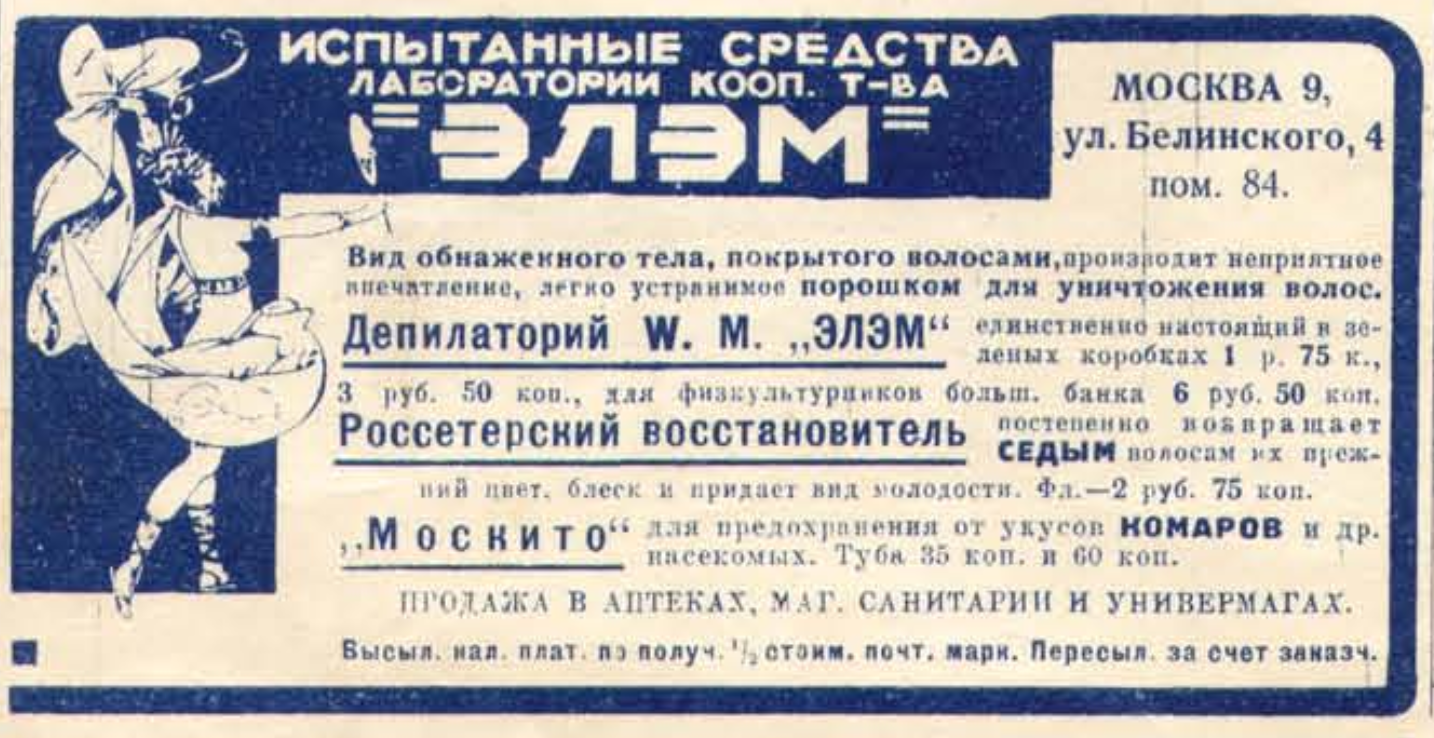 ИСПЫТАННЫЕ СРЕДСТВА
ЛАБОРАТОРИИ КООП. Т-ВА
"ЭЛЭМ"
МОСКВА 9,
ул. Белинского, 4
пом. 84.
Вид обнаженного тела, покрытого волосами, производит неприятное
впечатление, легко устранимое порошком для уничтожения волос.
Депилаторий W. M. „ЭЛЭМ“ единственно настоящий в зе-
леных коробках 1 р. 75 к.,
3 руб. 50 коп., для физкультурников больш. банка 6 руб. 50 коп.
Россетерский восстановитель постепенно возвращает
СЕДЫМ волосам их преж-
ний цвет, блеск и придает вид молодости. Фл.—2 руб. 75 коп.
„Москито“ для предохранения от укусов КОМАРОВ и др.
насекомых. Туба 35 коп. и 60 коп.
ПРОДАЖА В АПТЕКАХ, МАГ. САНИТАРИИ И УНИВЕРМАГАХ.
Высыл. нал. плат. по получ. 1/2 стоим. почт. марк. Пересыл. за счет заказч.